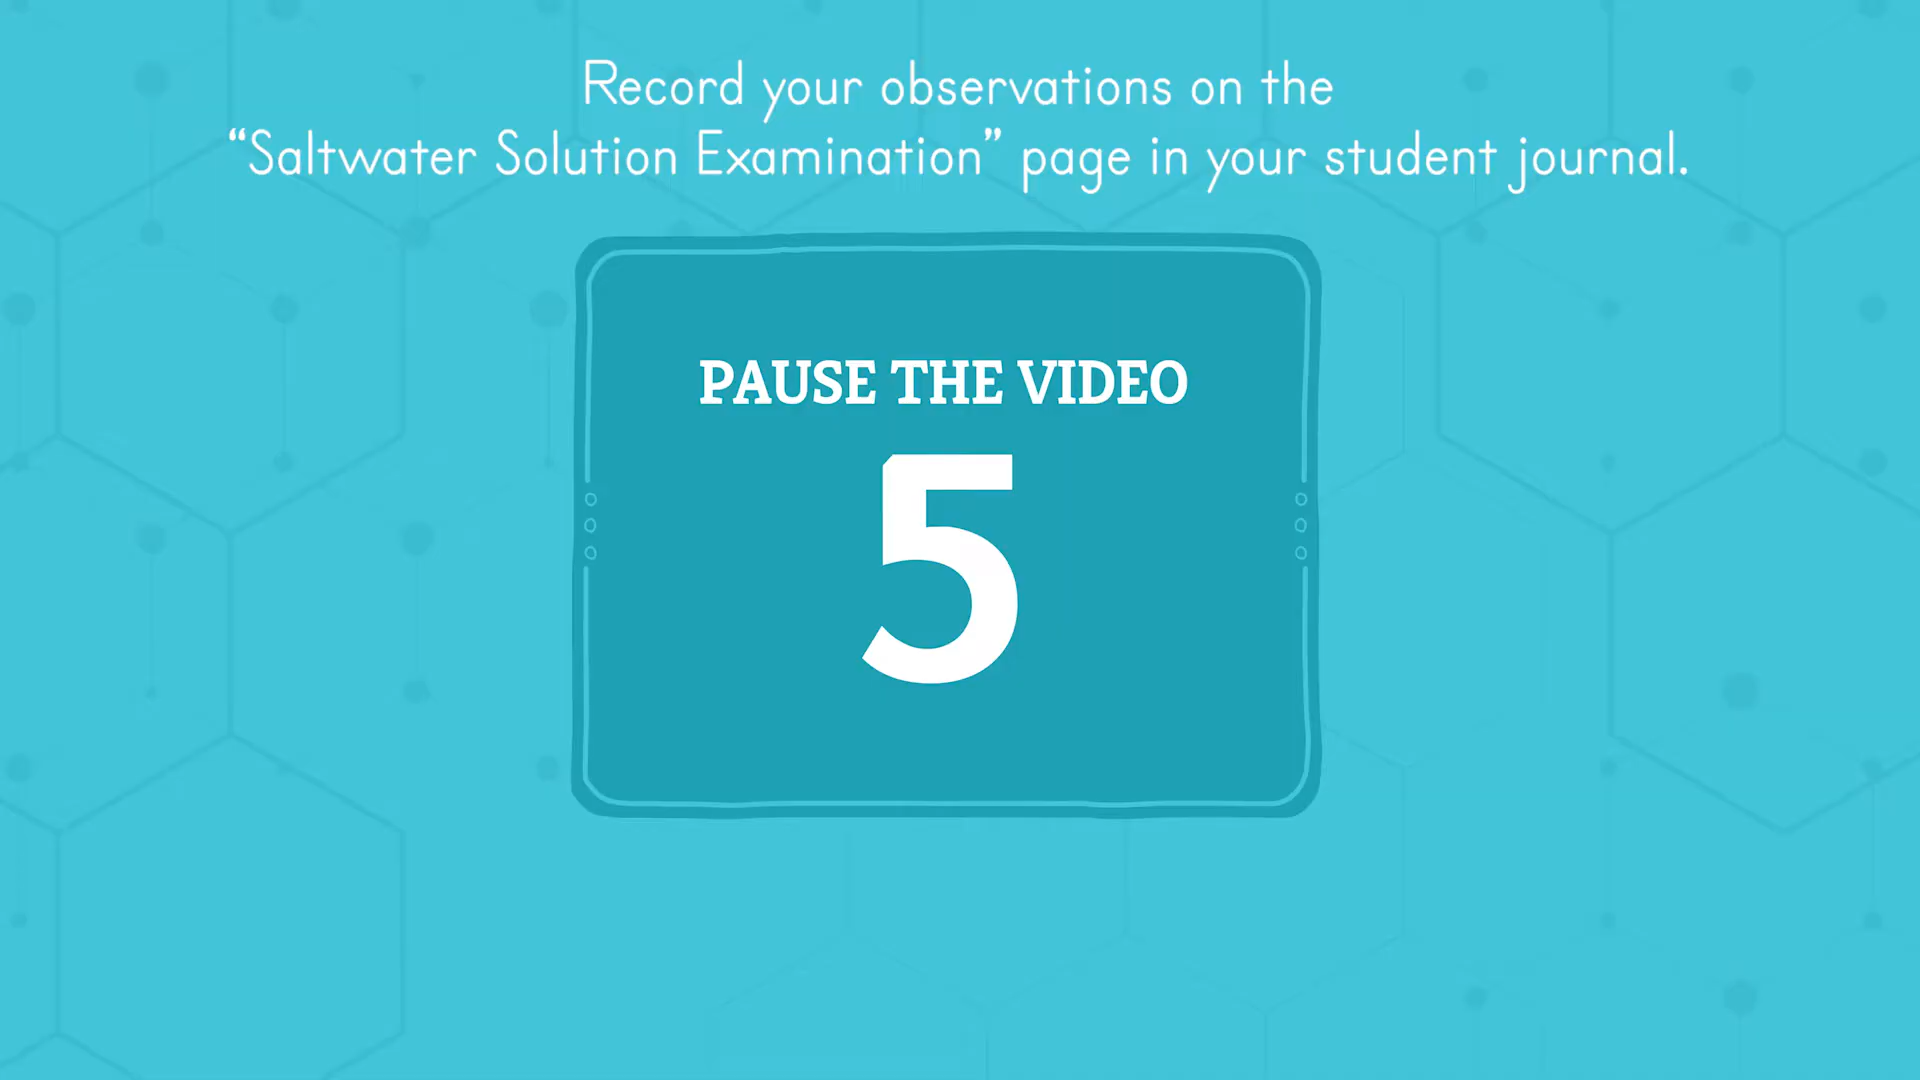 Record your observations on the
“Saltwater Solution Examination” page in your student journal.
PAUSE THE VIDEO
5